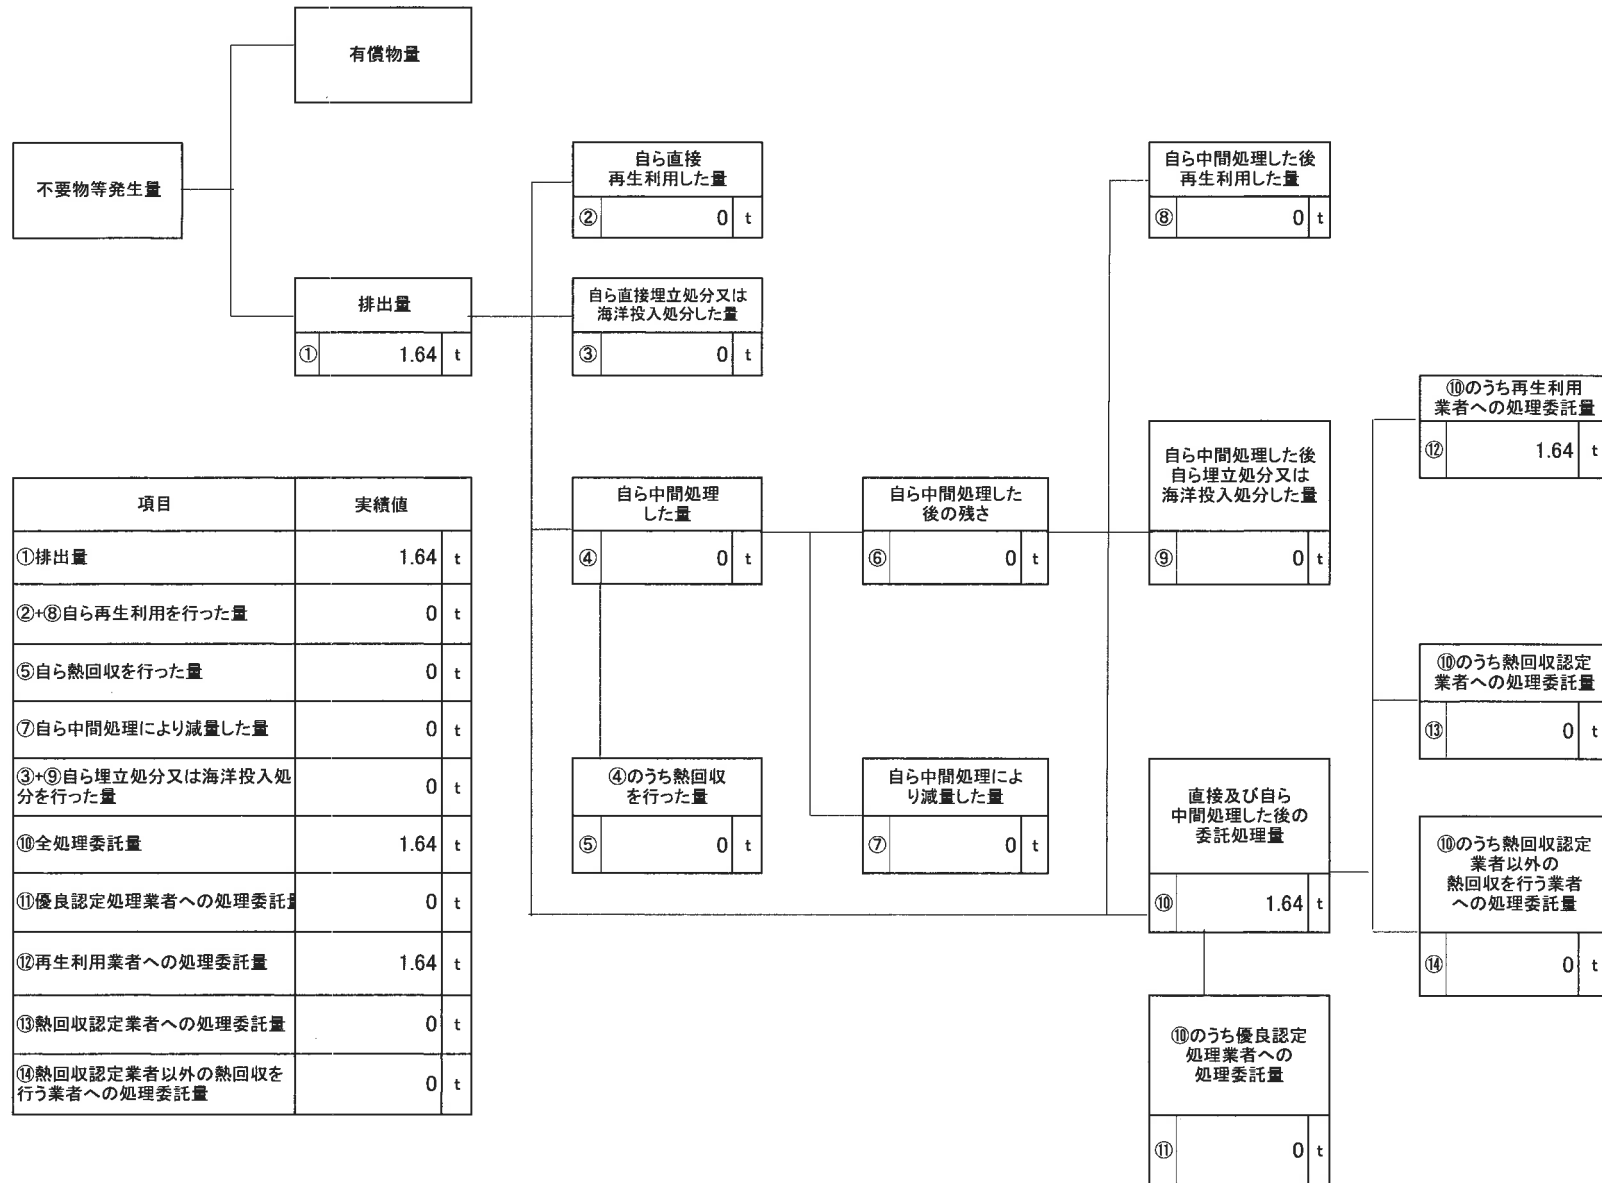 有償物量
不要物等発生量
排出量
① 1.64 t
自ら直接
再生利用した量
② 0 t
自ら直接埋立処分又は
海洋投入処分した量
③ 0 t
自ら中間処理
した量
④ 0 t
④のうち熱回収
を行った量
⑤ 0 t
自ら中間処理した
後の残さ
⑥ 0 t
自ら中間処理によ
り減量した量
⑦ 0 t
自ら中間処理した後
再生利用した量
⑧ 0 t
自ら中間処理した後
自ら埋立処分又は
海洋投入処分した量
⑨ 0 t
直接及び自ら
中間処理した後の
委託処理量
⑩ 1.64 t
⑩のうち優良認定
処理業者への
処理委託量
⑪ 0 t
⑩のうち再生利用
業者への処理委託量
⑫ 1.64 t
⑩のうち熱回収認定
業者への処理委託量
⑬ 0 t
⑩のうち熱回収認定
業者以外の
熱回収を行う業者
への処理委託量
⑭ 0 t
項目 実績値
①排出量 1.64 t
②+⑧自ら再生利用を行った量 0 t
⑤自ら熱回収を行った量 0 t
⑦自ら中間処理により減量した量 0 t
③+⑨自ら埋立処分又は海洋投入処
分を行った量 0 t
⑩全処理委託量 1.64 t
⑪優良認定処理業者への処理委託量 0 t
⑫再生利用業者への処理委託量 1.64 t
⑬熱回収認定業者への処理委託量 0 t
⑭熱回収認定業者以外の熱回収を
行う業者への処理委託量 0 t